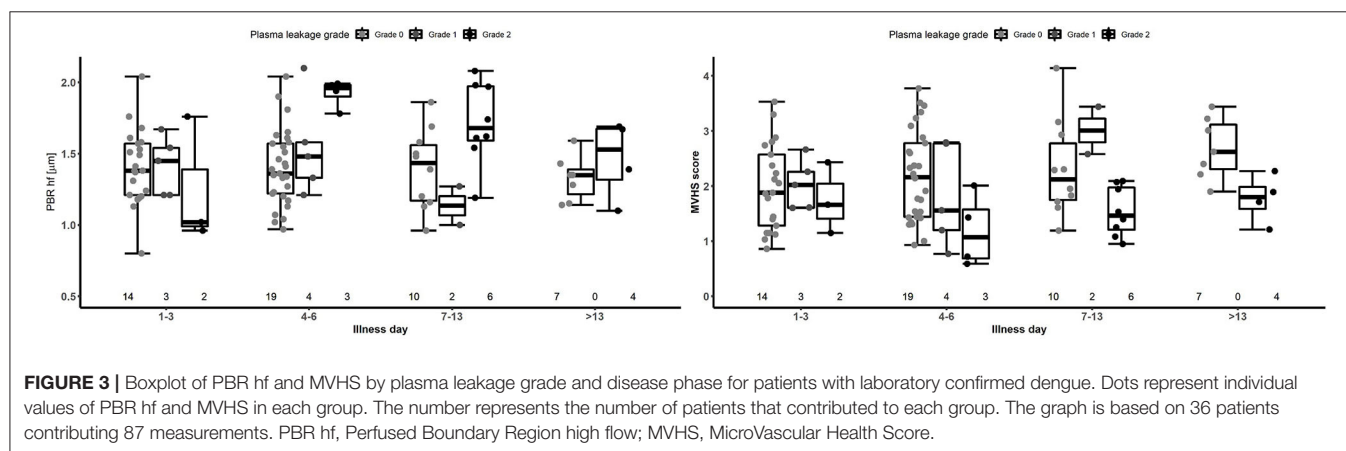 Plasma leakage grade Grade 0 Grade 1 Grade 2
PBR hf [µm]
2.0
1.5
1.0
0.5
14 3 2 19 4 3 10 2 6 7 0 4
1-3 4-6 7-13 >13
Illness day
Plasma leakage grade Grade 0 Grade 1 Grade 2
MVHS score
4
3
2
1
0
14 3 2 19 4 3 10 2 6 7 0 4
1-3 4-6 7-13 >13
Illness day
FIGURE 3 | Boxplot of PBR hf and MVHS by plasma leakage grade and disease phase for patients with laboratory confirmed dengue. Dots represent individual
values of PBR hf and MVHS in each group. The number represents the number of patients that contributed to each group. The graph is based on 36 patients
contributing 87 measurements. PBR hf, Perfused Boundary Region high flow; MVHS, MicroVascular Health Score.